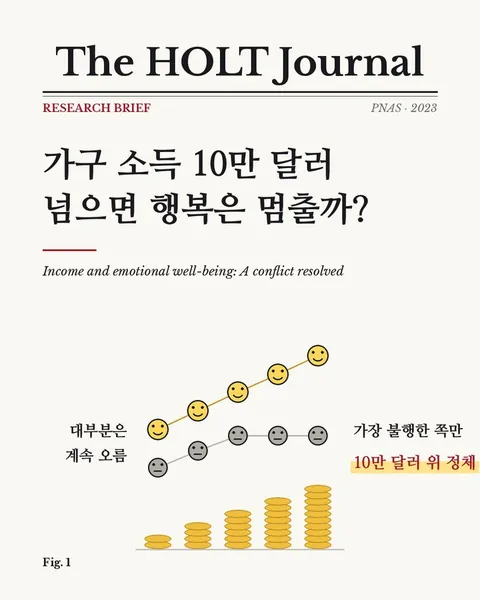 The HOLT Journal
RESEARCH BRIEF
PNAS · 2023
가구 소득 10만 달러
넘으면 행복은 멈출까?
Income and emotional well-being: A conflict resolved
대부분은
계속 오름
가장 불행한 쪽만
10만 달러 위 정체
Fig. 1